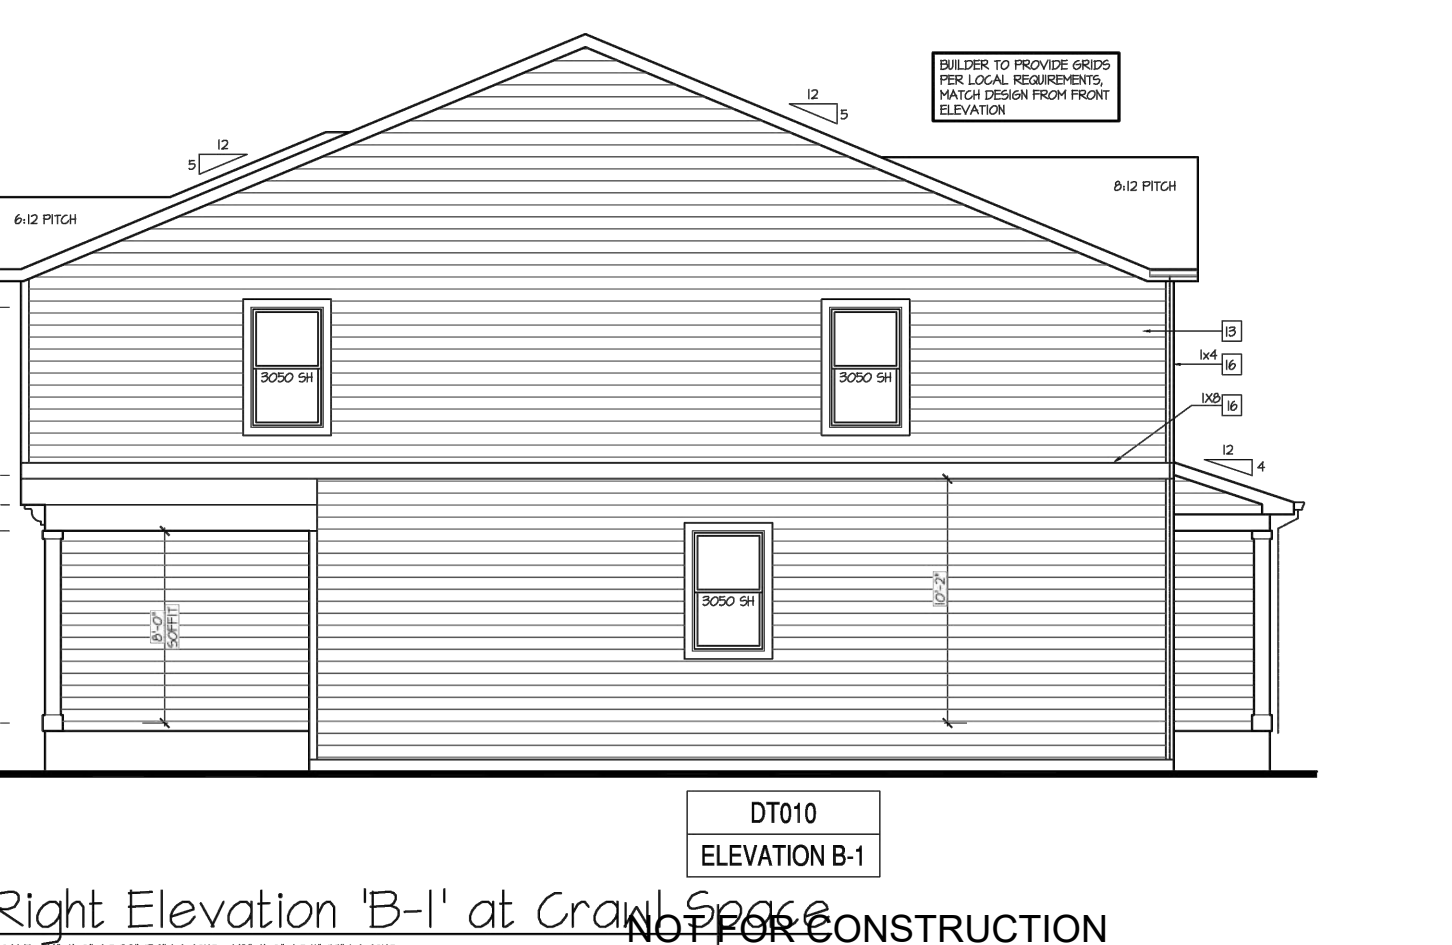 BUILDER TO PROVIDE GRIDS
PER LOCAL REQUIREMENTS,
MATCH DESIGN FROM FRONT
ELEVATION
12
5
12
5
8:12 PITCH
6:12 PITCH
13
1x4
16
1X8
16
3050 SH
3050 SH
12
4
3050 SH
10'-2"
8'-0"
SOFFIT
DT010
ELEVATION B-1
Right Elevation 'B-1' at Crawl Space
NOT FOR CONSTRUCTION